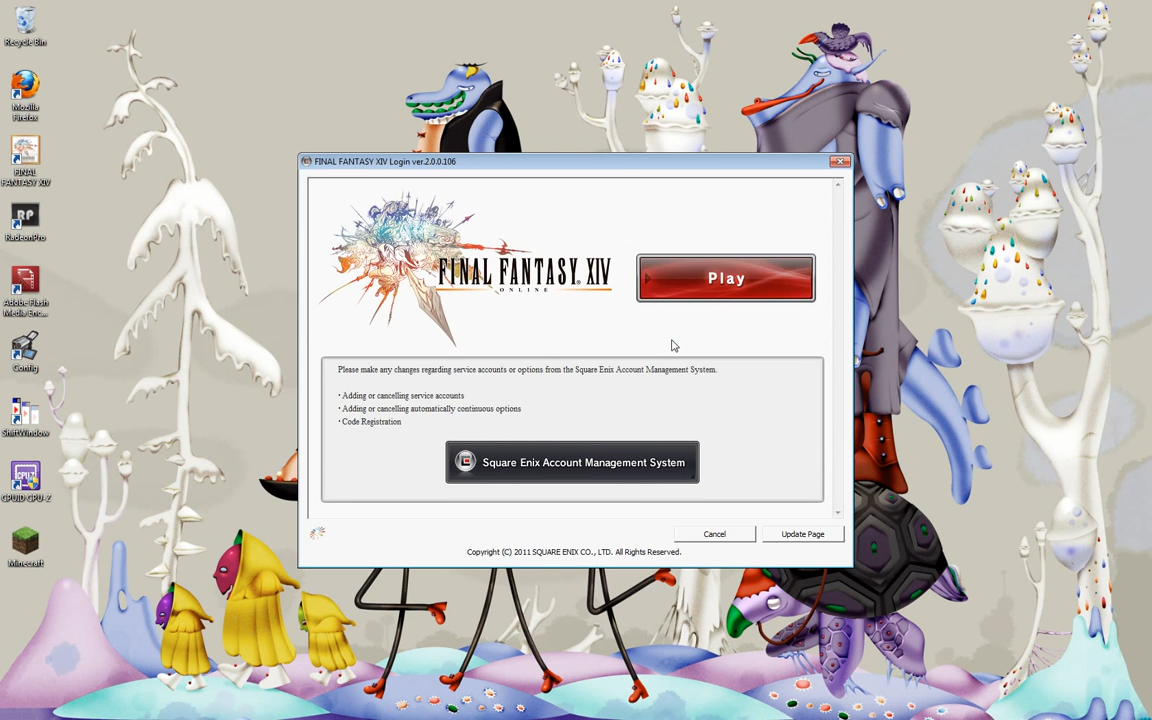 Recycle Bin
Mozilla
Firefox
FINAL
FANTASY XIV
RP
RadeonPro
Adobe Flash
Media Enc...
Config
ShiftWindow
CPUID CPU-Z
Minecraft
FINAL FANTASY XIV Login ver.2.0.0.106
FINAL FANTASY® XIV
ONLINE
Play
Please make any changes regarding service accounts or options from the Square Enix Account Management System.
· Adding or cancelling service accounts
· Adding or cancelling automatically continuous options
· Code Registration
Square Enix Account Management System
Cancel
Update Page
Copyright (C) 2011 SQUARE ENIX CO., LTD. All Rights Reserved.